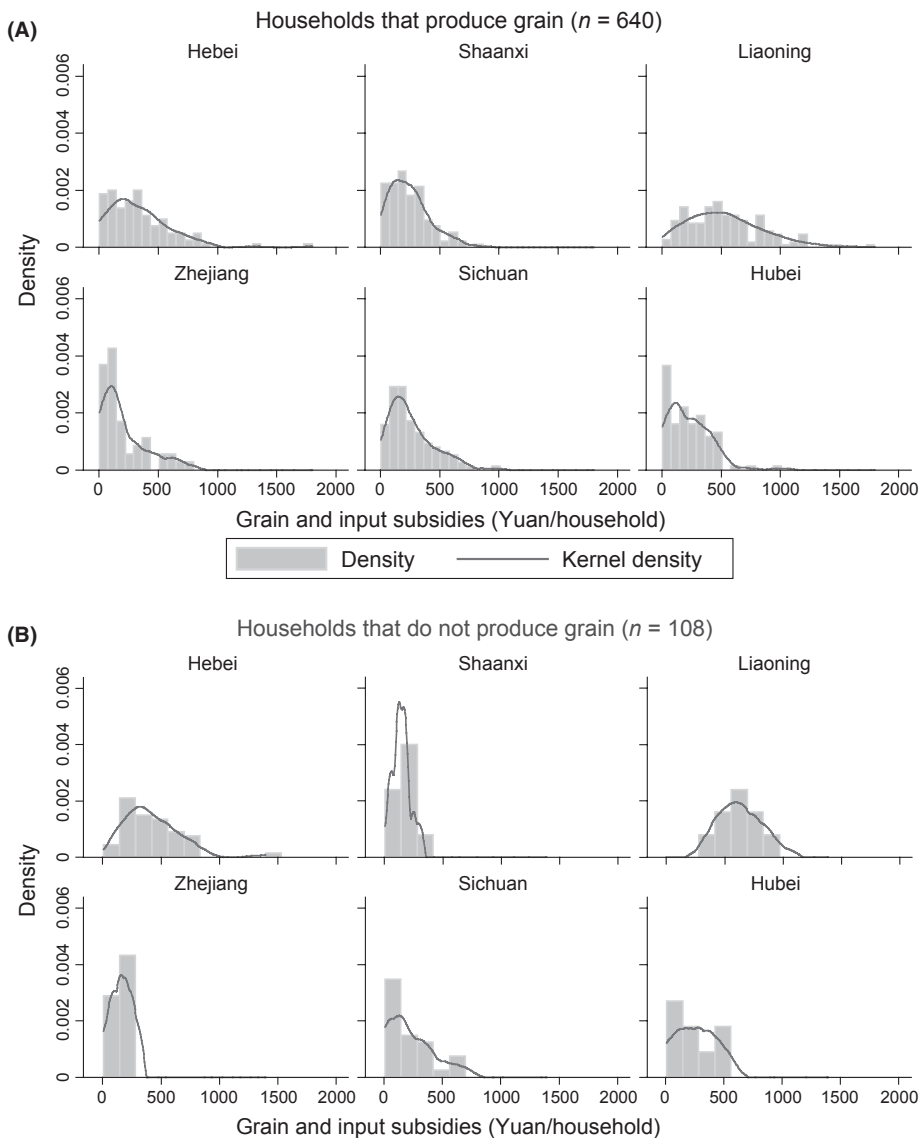 (A)
Households that produce grain (n = 640)
Hebei
Shaanxi
Liaoning
0 0.002 0.004 0.006
Zhejiang
Sichuan
Hubei
Density
0 0.002 0.004 0.006
0 500 1000 1500 2000
0 500 1000 1500 2000
0 500 1000 1500 2000
Grain and input subsidies (Yuan/household)
Density
Kernel density
(B)
Households that do not produce grain (n = 108)
Hebei
Shaanxi
Liaoning
0 0.002 0.004 0.006
Zhejiang
Sichuan
Hubei
Density
0 0.002 0.004 0.006
0 500 1000 1500 2000
0 500 1000 1500 2000
0 500 1000 1500 2000
Grain and input subsidies (Yuan/household)